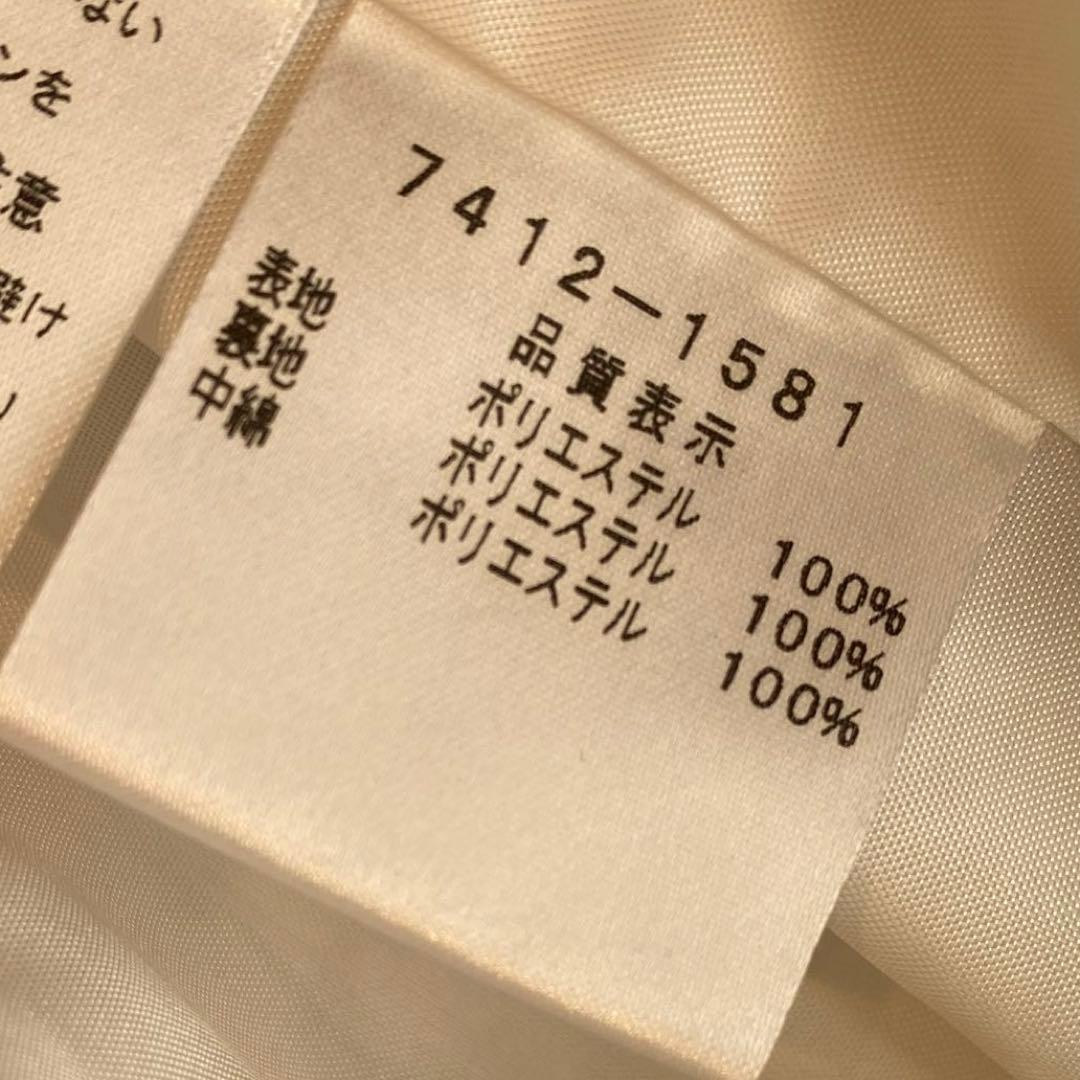 ない
ンを
意
避け
7412-1581
品質表示
表地 ポリエステル 100%
裏地 ポリエステル 100%
中綿 ポリエステル 100%